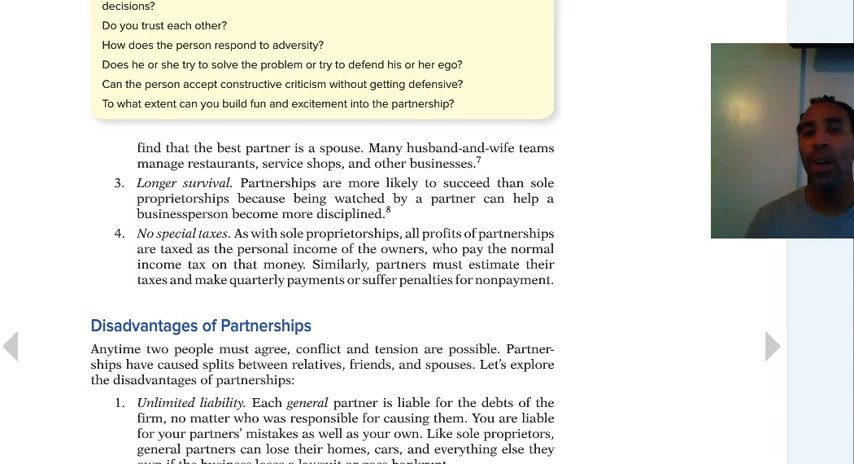 decisions?
Do you trust each other?
How does the person respond to adversity?
Does he or she try to solve the problem or try to defend his or her ego?
Can the person accept constructive criticism without getting defensive?
To what extent can you build fun and excitement into the partnership?
find that the best partner is a spouse. Many husband-and-wife teams
manage restaurants, service shops, and other businesses.7
3. Longer survival. Partnerships are more likely to succeed than sole
proprietorships because being watched by a partner can help a
businessperson become more disciplined.8
4. No special taxes. As with sole proprietorships, all profits of partnerships
are taxed as the personal income of the owners, who pay the normal
income tax on that money. Similarly, partners must estimate their
taxes and make quarterly payments or suffer penalties for nonpayment.
Disadvantages of Partnerships
Anytime two people must agree, conflict and tension are possible. Partner-
ships have caused splits between relatives, friends, and spouses. Let's explore
the disadvantages of partnerships:
1. Unlimited liability. Each general partner is liable for the debts of the
firm, no matter who was responsible for causing them. You are liable
for your partners' mistakes as well as your own. Like sole proprietors,
general partners can lose their homes, cars, and everything else they
own if the business loses a lawsuit or goes bankrupt.